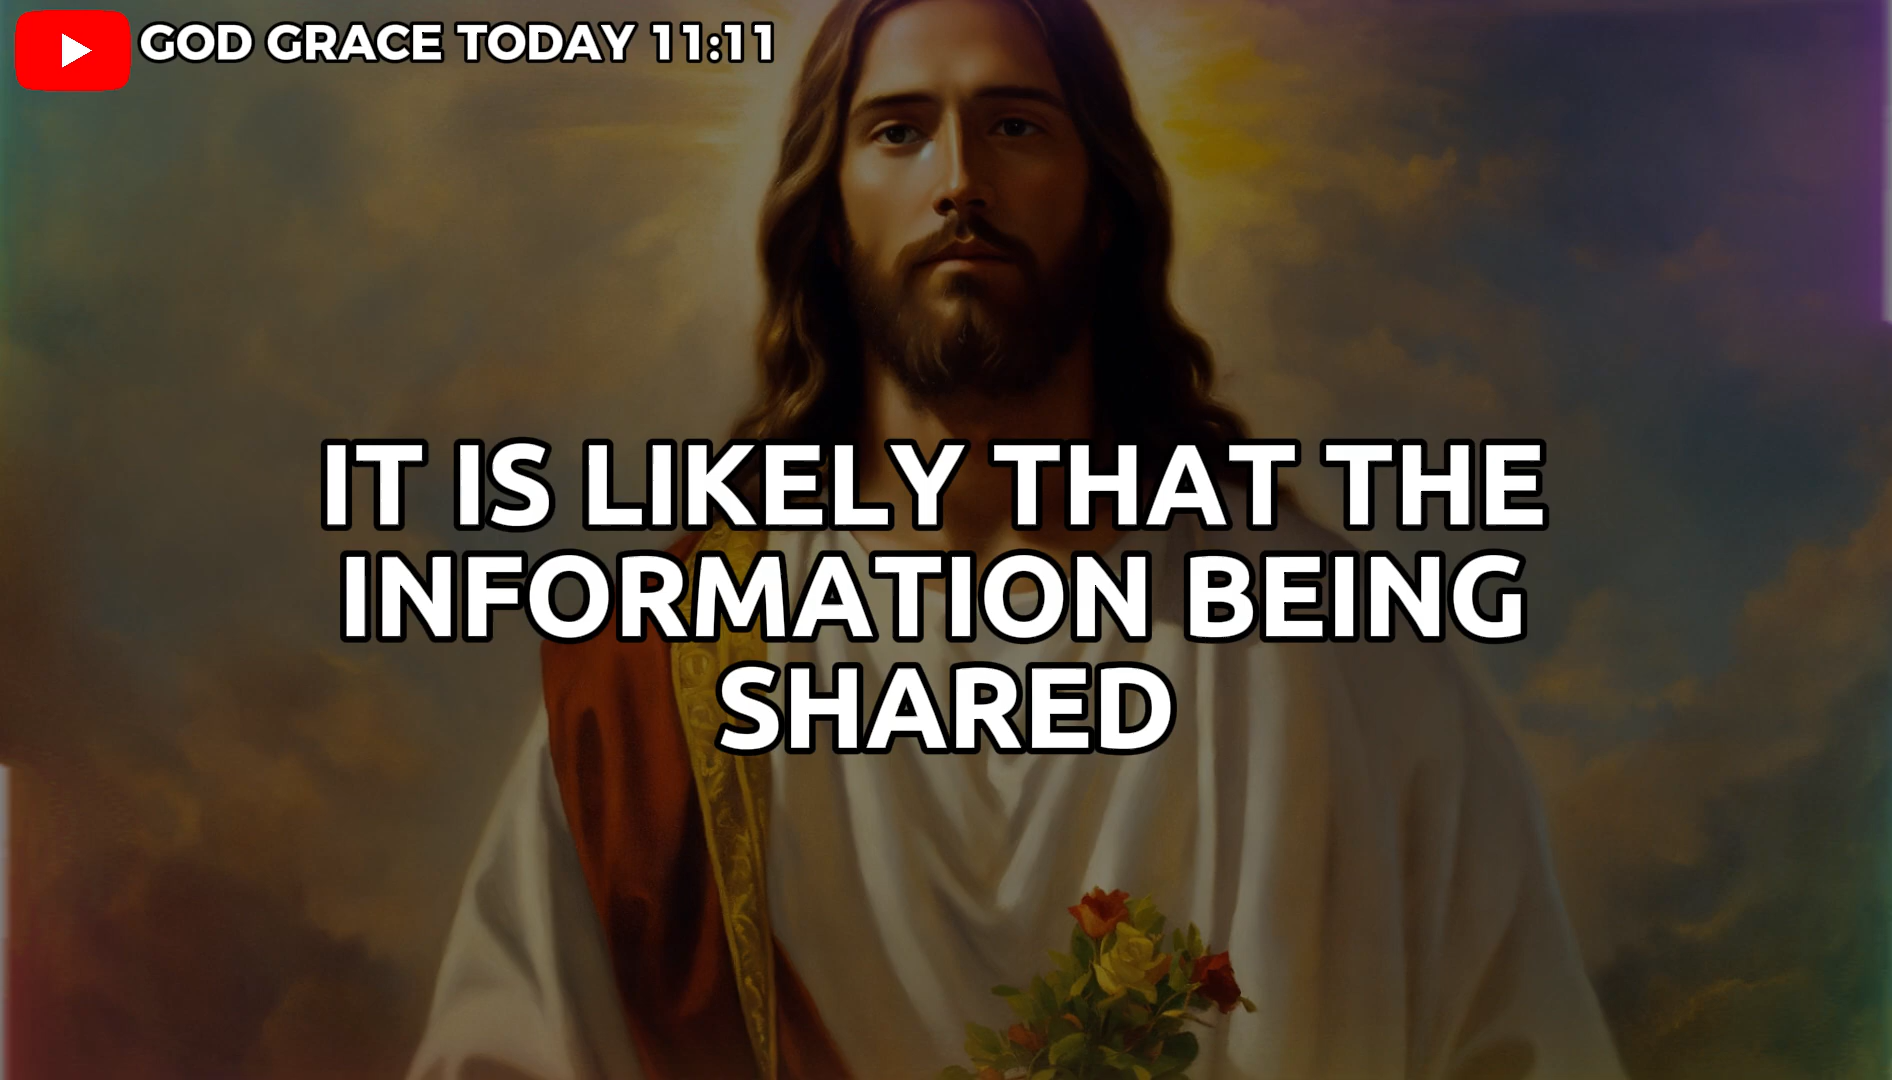 GOD GRACE TODAY 11:11
IT IS LIKELY THAT THE
INFORMATION BEING
SHARED